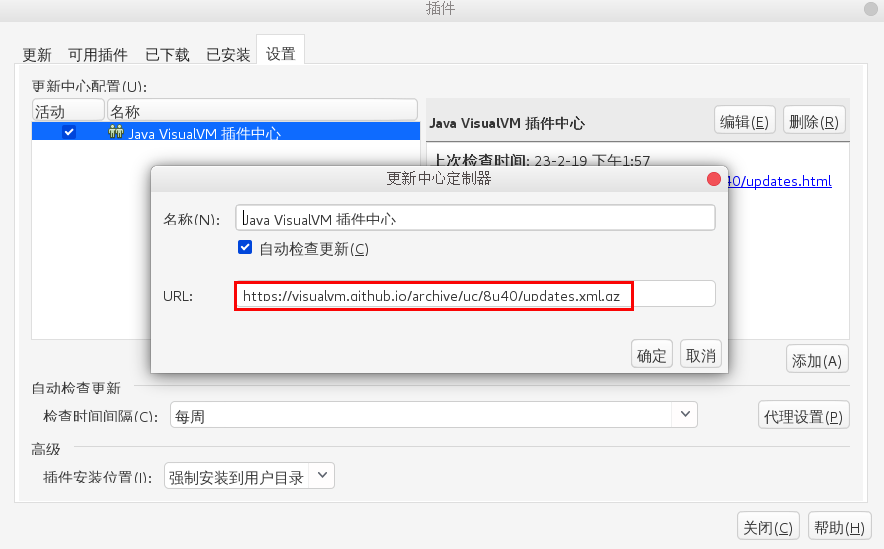 插件
更新 可用插件 已下载 已安装 设置
更新中心配置(U):
活动 名称
Java VisualVM 插件中心
Java VisualVM 插件中心 编辑(E) 删除(R)
上次检查时间: 23-2-19 下午1:57
40/updates.html
更新中心定制器
名称(N): Java VisualVM 插件中心
自动检查更新(C)
URL: https://visualvm.github.io/archive/uc/8u40/updates.xml.gz
确定 取消
添加(A)
自动检查更新
检查时间间隔(C): 每周 代理设置(P)
高级
插件安装位置(I): 强制安装到用户目录
关闭(C) 帮助(H)